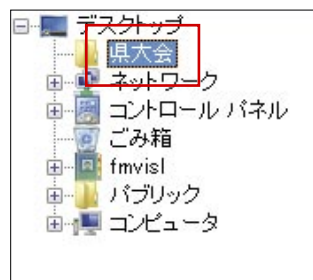 デスクトップ
県大会
ネットワーク
コントロール パネル
ごみ箱
fmvisl
パブリック
コンピュータ